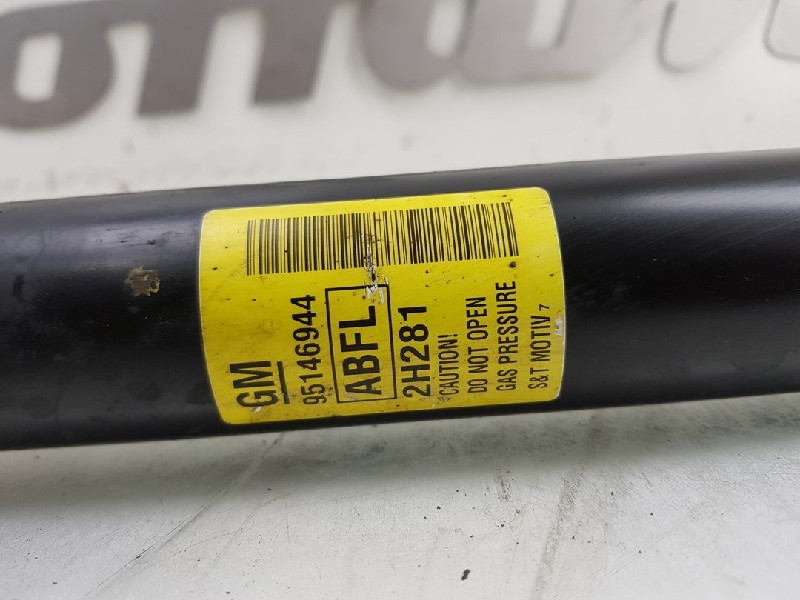 GM
95146944
ABFL
2H281
CAUTION!
DO NOT OPEN
GAS PRESSURE
S&T MOTIV 7